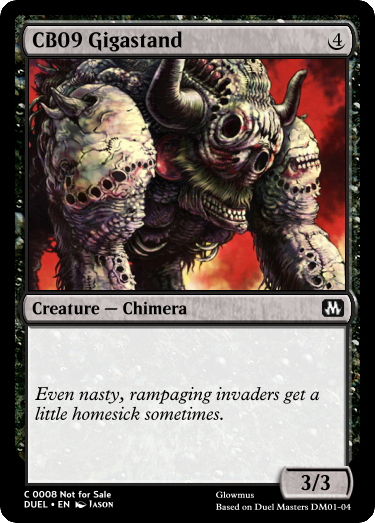 CB09 Gigastand 4
Creature — Chimera
Even nasty, rampaging invaders get a
little homesick sometimes.
3/3
C 0008 Not for Sale
DUEL • EN Jason
Glowmus
Based on Duel Masters DM01-04